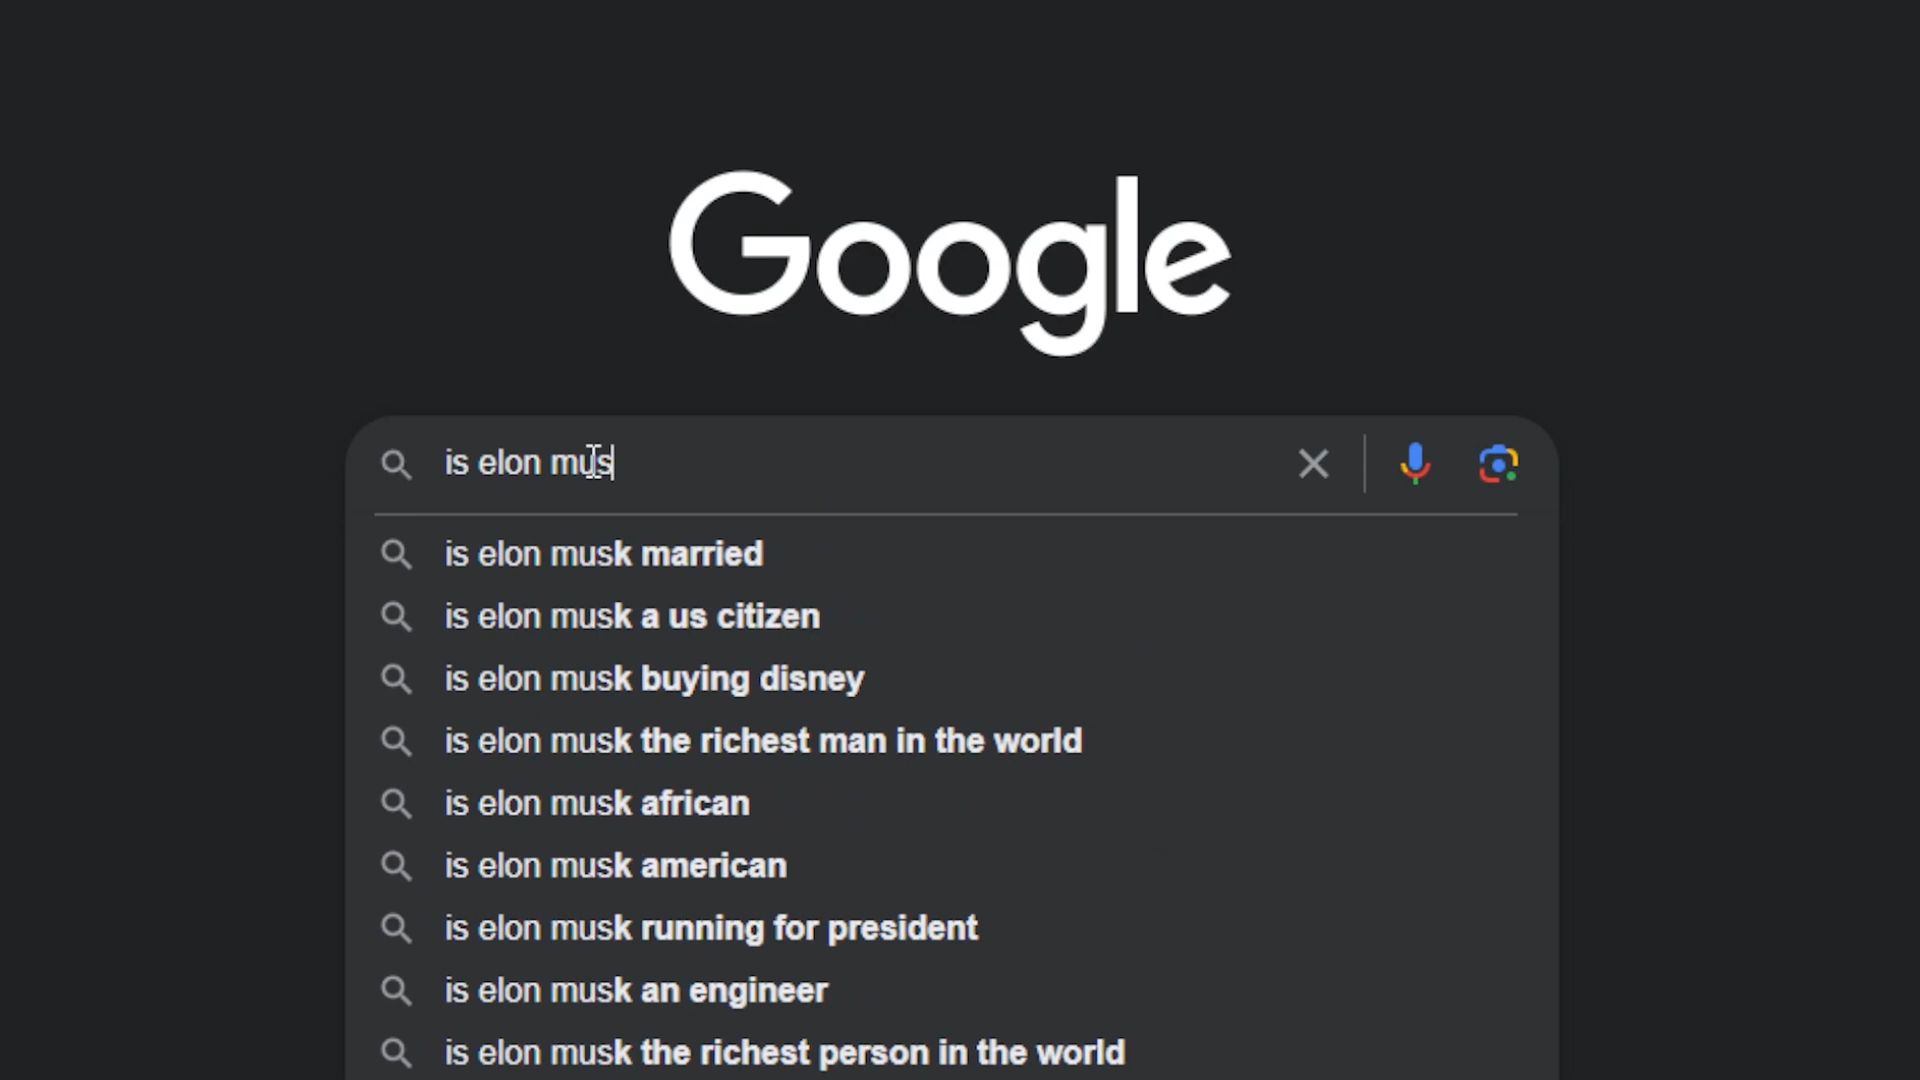 Google
is elon mus
is elon musk married
is elon musk a us citizen
is elon musk buying disney
is elon musk the richest man in the world
is elon musk african
is elon musk american
is elon musk running for president
is elon musk an engineer
is elon musk the richest person in the world